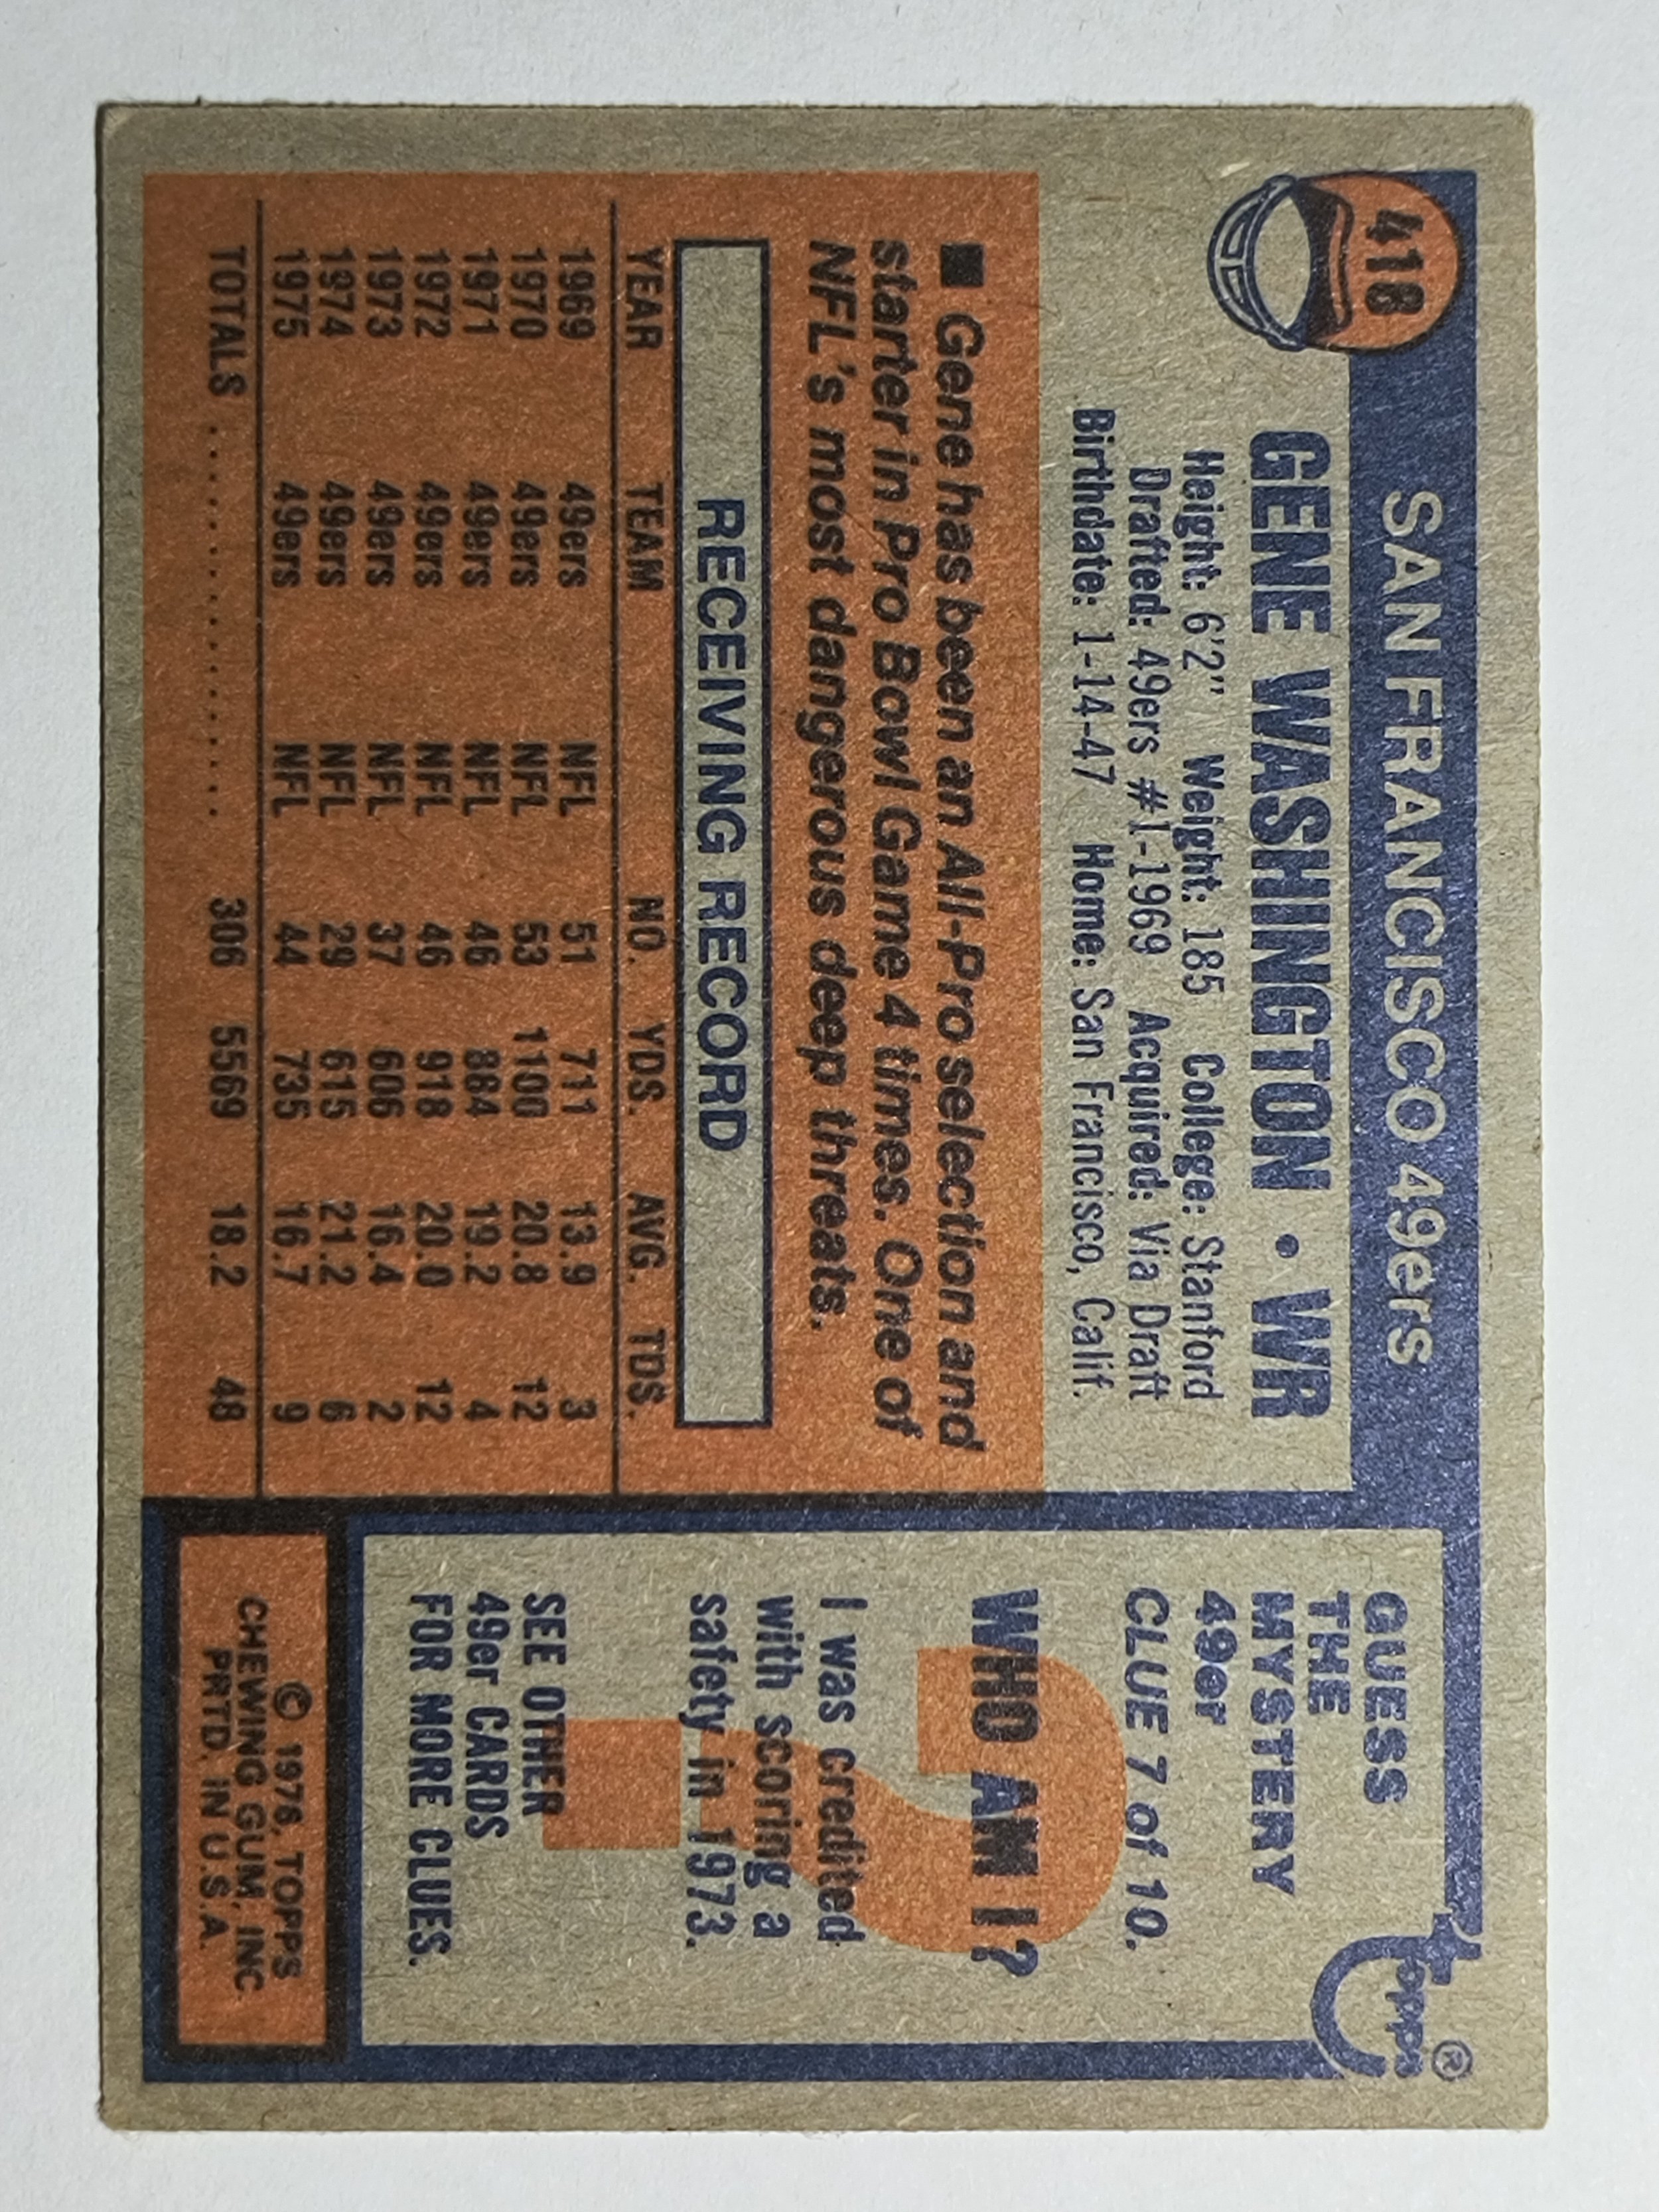 418
SAN FRANCISCO 49ers
GENE WASHINGTON • WR
Height: 6'2" Weight: 185 College: Stanford
Drafted: 49ers #1-1969 Acquired: Via Draft
Birthdate: 1-14-47 Home: San Francisco, Calif.
■ Gene has been an All-Pro selection and
starter in Pro Bowl Game 4 times. One of
NFL's most dangerous deep threats.
RECEIVING RECORD
YEAR TEAM NO. YDS. AVG. TDS.
1969 49ers NFL 51 711 13.9 3
1970 49ers NFL 53 1100 20.8 12
1971 49ers NFL 46 884 19.2 4
1972 49ers NFL 46 918 20.0 12
1973 49ers NFL 37 606 16.4 2
1974 49ers NFL 29 615 21.2 6
1975 49ers NFL 44 735 16.7 9
TOTALS .................. 306 5569 18.2 48
topps®
GUESS
THE
MYSTERY
49er
CLUE 7 of 10.
WHO AM I?
I was credited
with scoring a
safety in 1973.
SEE OTHER
49er CARDS
FOR MORE CLUES.
© 1976, TOPPS
CHEWING GUM, INC.
PRTD. IN U.S.A.